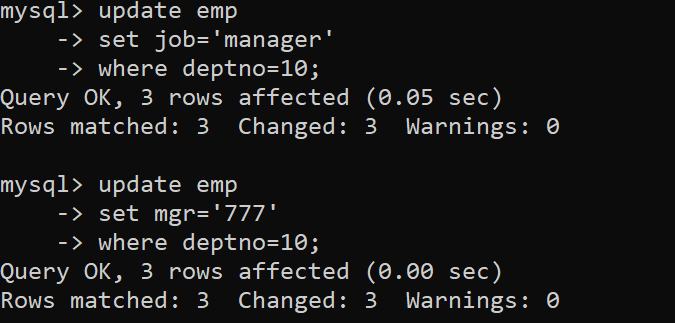 mysql> update emp
    -> set job='manager'
    -> where deptno=10;
Query OK, 3 rows affected (0.05 sec)
Rows matched: 3  Changed: 3  Warnings: 0

mysql> update emp
    -> set mgr='777'
    -> where deptno=10;
Query OK, 3 rows affected (0.00 sec)
Rows matched: 3  Changed: 3  Warnings: 0